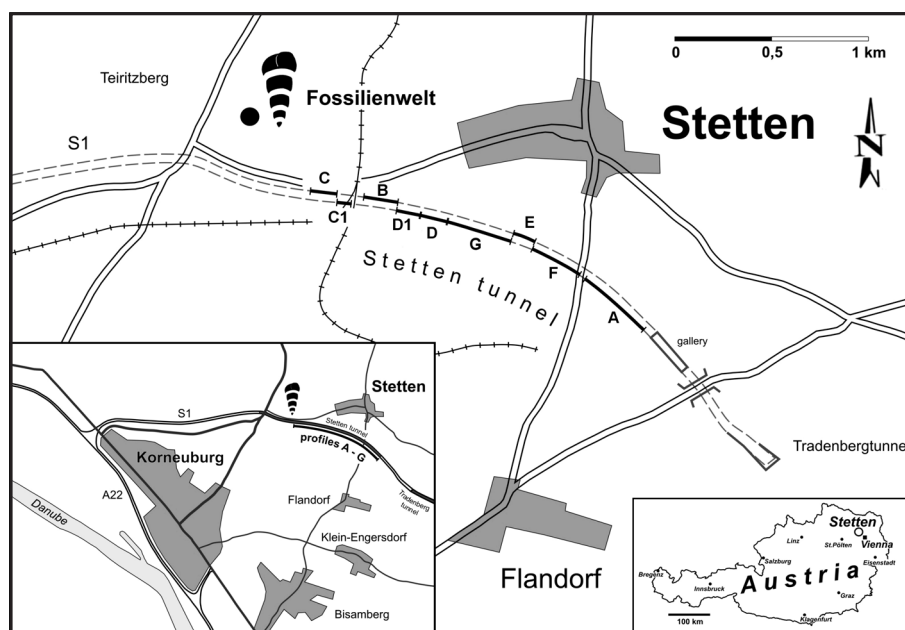 Teiritzberg
Fossilienwelt
S1
0
0,5
1 km
Stetten
N
C
B
C1
D1
D
G
E
F
A
Stetten tunnel
gallery
Tradenbergtunnel
Flandorf
Stetten
S1
Stetten tunnel
profiles A - G
Korneuburg
A22
Danube
Flandorf
Klein-Engersdorf
Bisamberg
Tradenberg
tunnel
Stetten
Linz
St.Pölten
Vienna
Eisenstadt
Salzburg
Bregenz
Innsbruck
Austria
Graz
Klagenfurt
100 km